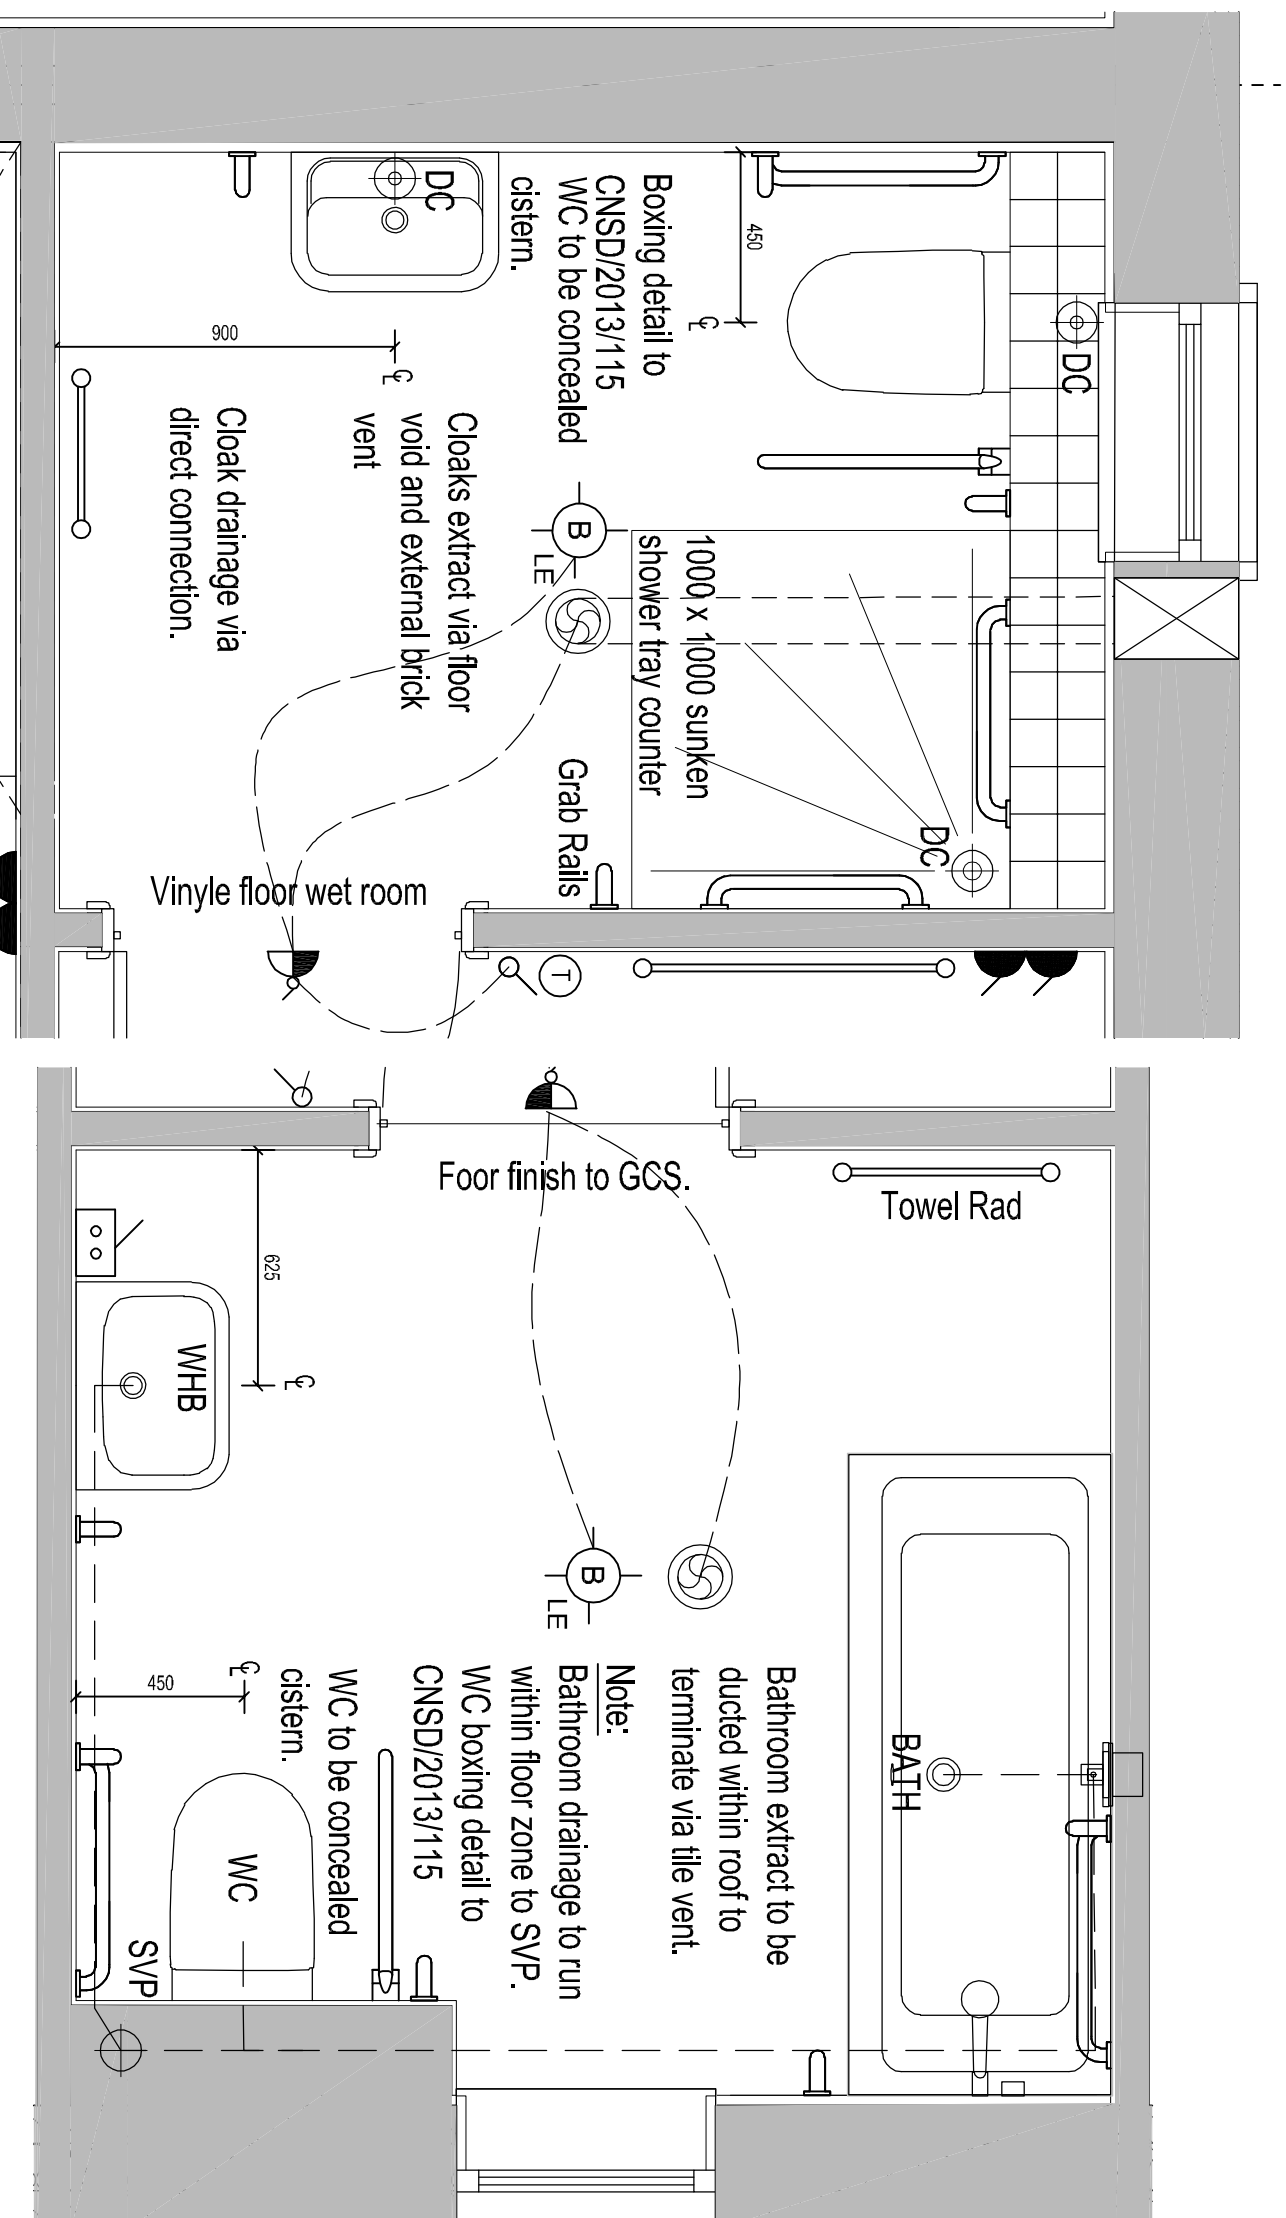 DC
Boxing detail to
CNSD/2013/115
WC to be concealed
cistern.
450
CL
DC
900
CL
Cloak drainage via
direct connection.
Cloaks extract via floor
void and external brick
vent
B
LE
1000 x 1000 sunken
shower tray counter
DC
Grab Rails
Vinyle floor wet room
T
Foor finish to GCS.
Towel Rad
625
CL
WHB
B
LE
Bathroom extract to be
ducted within roof to
terminate via tile vent.
Note:
Bathroom drainage to run
within floor zone to SVP.
WC boxing detail to
CNSD/2013/115
WC to be concealed
cistern.
450
CL
BATH
WC
SVP